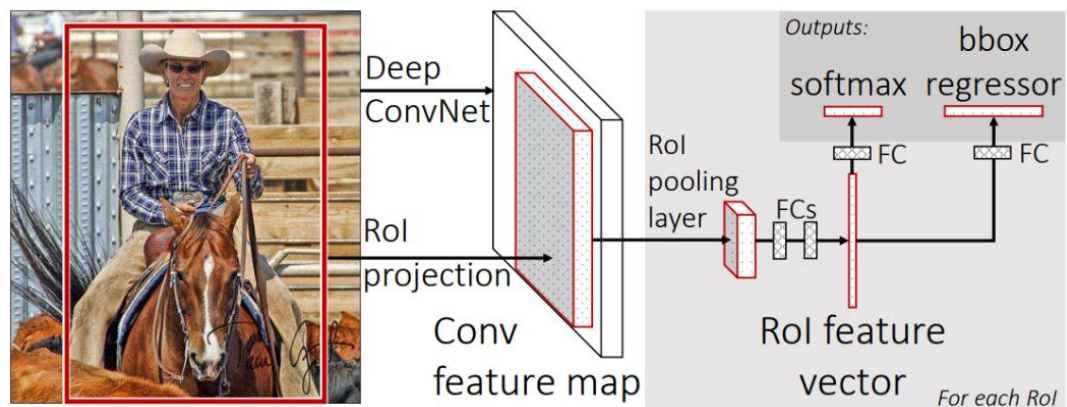 Deep
ConvNet
RoI
projection
Conv
feature map
RoI
pooling
layer
FCs
RoI feature
vector
Outputs:
softmax
bbox
regressor
FC
FC
For each RoI